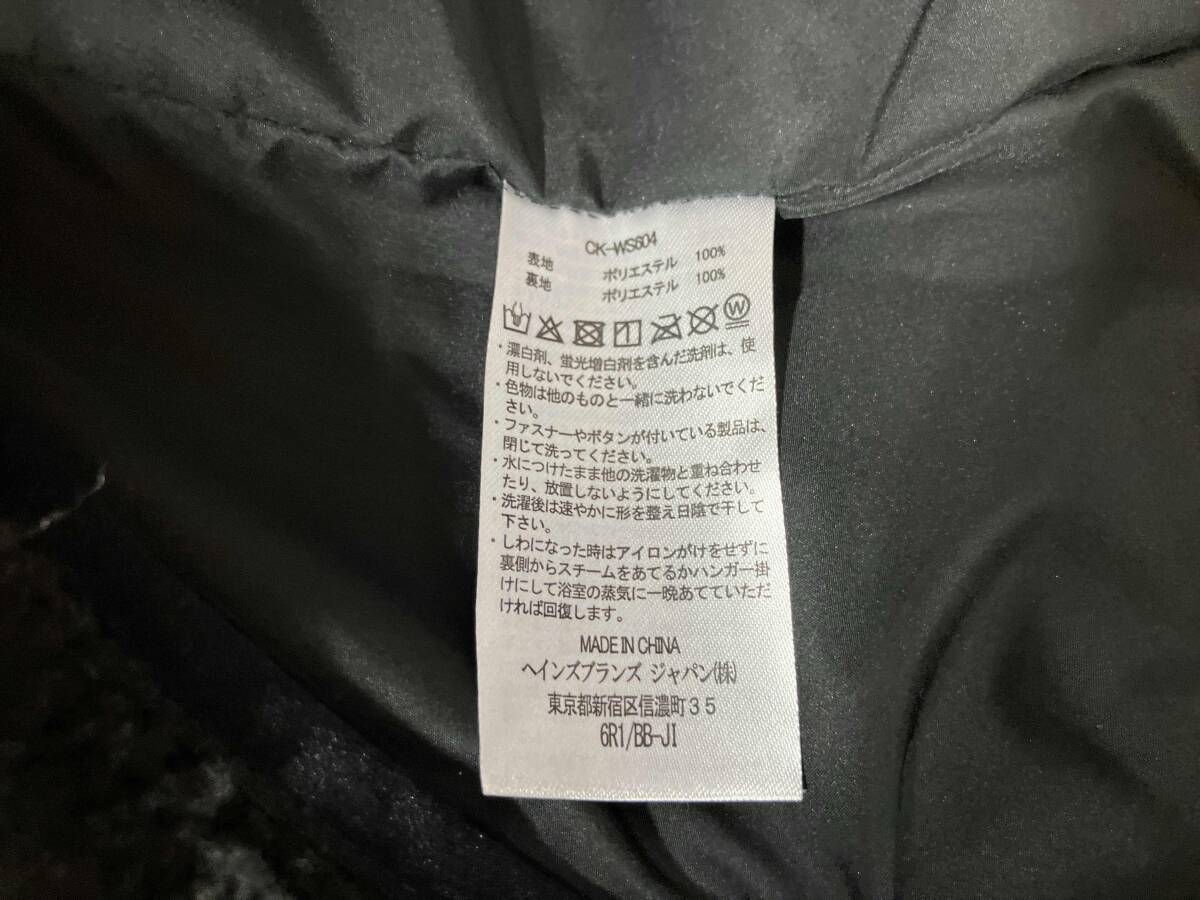 CK-WS604
表地 ポリエステル 100%
裏地 ポリエステル 100%
W
・漂白剤、蛍光増白剤を含んだ洗剤は、使
用しないでください。
・色物は他のものと一緒に洗わないでくだ
さい。
・ファスナーやボタンが付いている製品は、
閉じて洗ってください。
・水につけたまま他の洗濯物と重ね合わせ
たり、放置しないようにしてください。
・洗濯後は速やかに形を整え日陰で干して
下さい。
・しわになった時はアイロンがけをせずに
裏側からスチームをあてるかハンガー掛
けにして浴室の蒸気に一晩あてていただ
ければ回復します。
MADE IN CHINA
ヘインズブランズ ジャパン(株)
東京都新宿区信濃町35
6R1/BB-JI